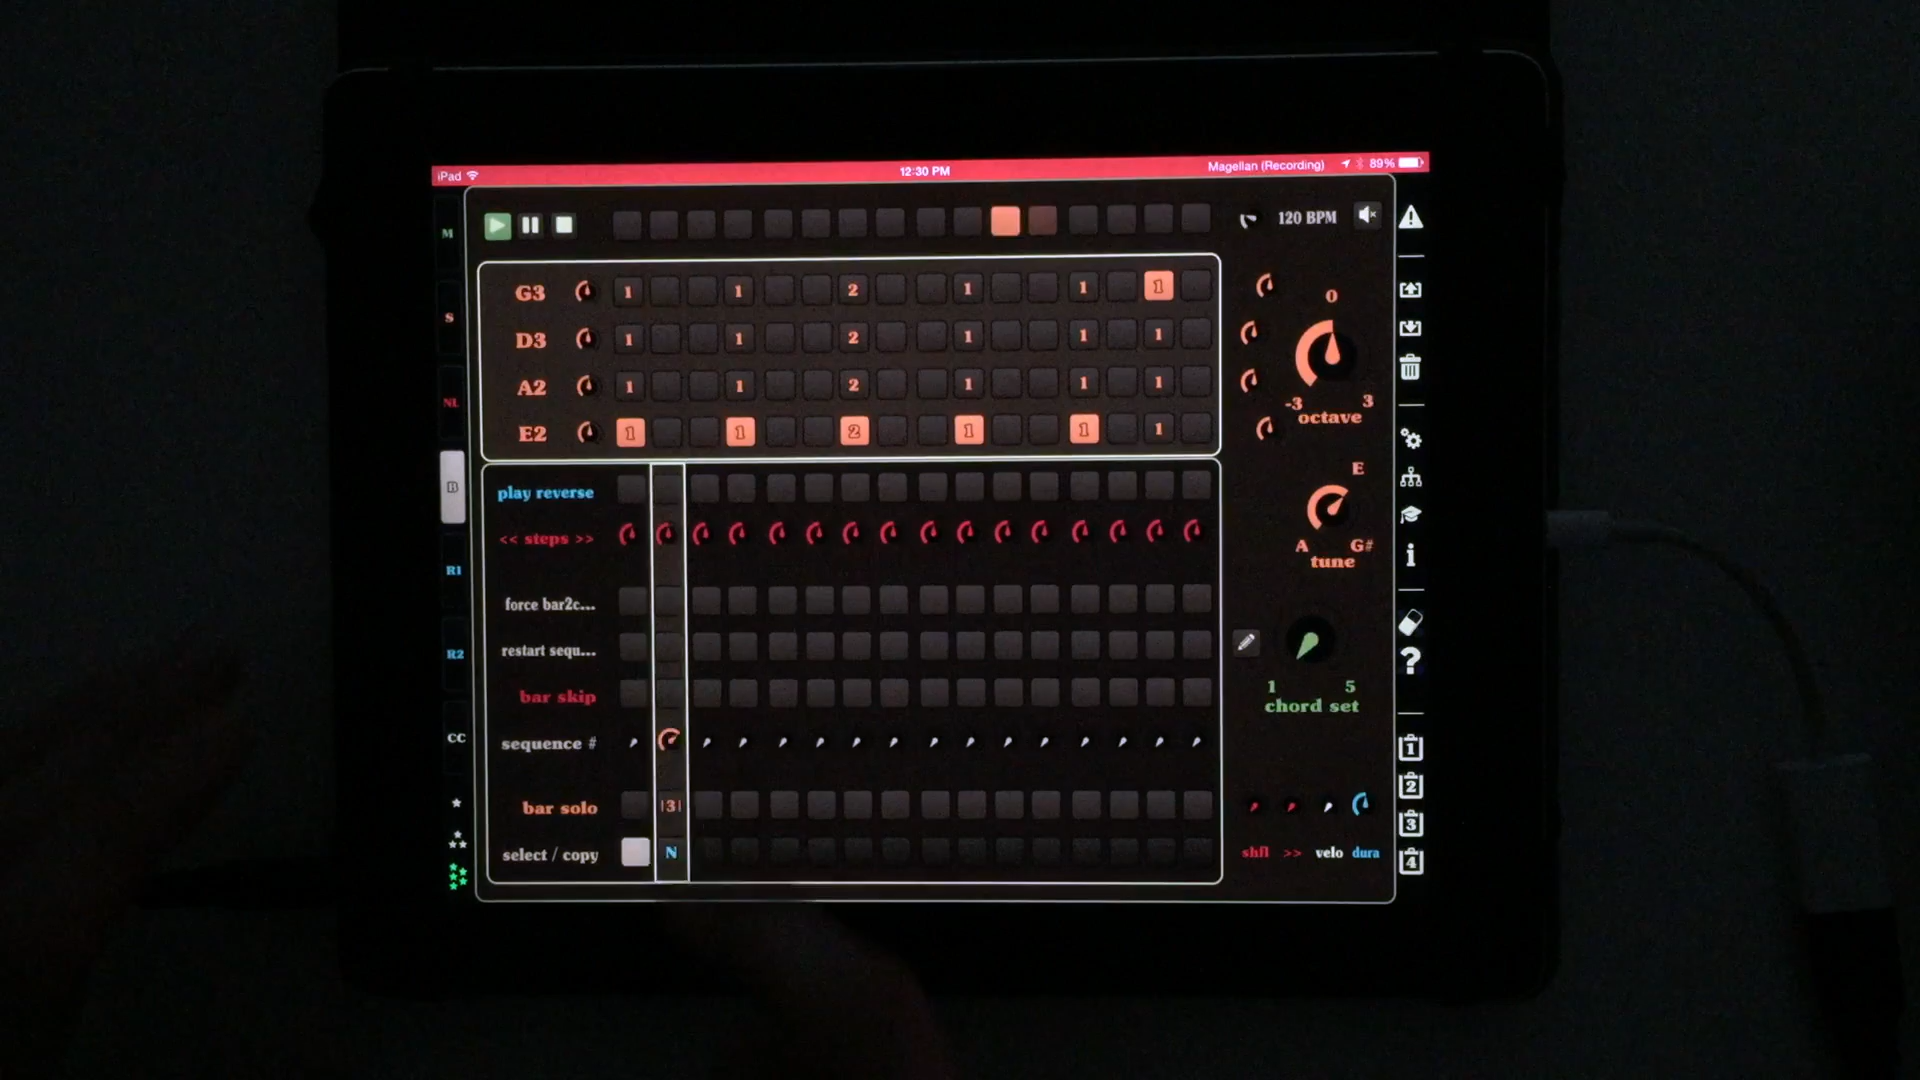 iPad 12:30 PM Magellan (Recording) 89%
M 120 BPM
G3 1 1 2 1 1 1
0
S
D3 1 1 2 1 1 1
A2 1 1 2 1 1 1
NL
-3 3
octave
E2 1 1 2 1 1 1
E
B
play reverse
<< steps >>
A G#
tune
R1
force bar2c...
restart sequ...
R2
bar skip
1 5
chord set
CC
sequence #
1
2
bar solo |3|
3
select / copy N
shfl >> velo dura
4